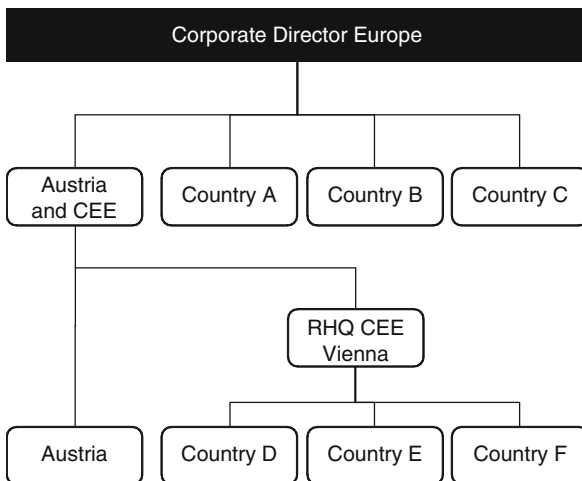 Corporate Director Europe
Austria
and CEE
Country A
Country B
Country C
RHQ CEE
Vienna
Austria
Country D
Country E
Country F